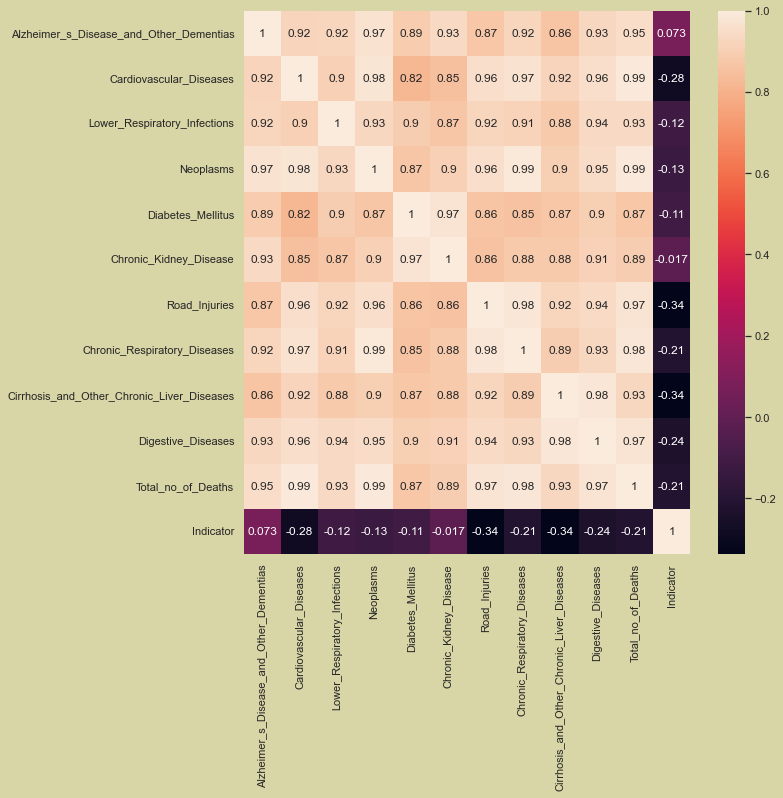 Alzheimer_s_Disease_and_Other_Dementias 1 0.92 0.92 0.97 0.89 0.93 0.87 0.92 0.86 0.93 0.95 0.073
Cardiovascular_Diseases 0.92 1 0.9 0.98 0.82 0.85 0.96 0.97 0.92 0.96 0.99 -0.28
Lower_Respiratory_Infections 0.92 0.9 1 0.93 0.9 0.87 0.92 0.91 0.88 0.94 0.93 -0.12
Neoplasms 0.97 0.98 0.93 1 0.87 0.9 0.96 0.99 0.9 0.95 0.99 -0.13
Diabetes_Mellitus 0.89 0.82 0.9 0.87 1 0.97 0.86 0.85 0.87 0.9 0.87 -0.11
Chronic_Kidney_Disease 0.93 0.85 0.87 0.9 0.97 1 0.86 0.88 0.88 0.91 0.89 -0.017
Road_Injuries 0.87 0.96 0.92 0.96 0.86 0.86 1 0.98 0.92 0.94 0.97 -0.34
Chronic_Respiratory_Diseases 0.92 0.97 0.91 0.99 0.85 0.88 0.98 1 0.89 0.93 0.98 -0.21
Cirrhosis_and_Other_Chronic_Liver_Diseases 0.86 0.92 0.88 0.9 0.87 0.88 0.92 0.89 1 0.98 0.93 -0.34
Digestive_Diseases 0.93 0.96 0.94 0.95 0.9 0.91 0.94 0.93 0.98 1 0.97 -0.24
Total_no_of_Deaths 0.95 0.99 0.93 0.99 0.87 0.89 0.97 0.98 0.93 0.97 1 -0.21
Indicator 0.073 -0.28 -0.12 -0.13 -0.11 -0.017 -0.34 -0.21 -0.34 -0.24 -0.21 1
Alzheimer_s_Disease_and_Other_Dementias
Cardiovascular_Diseases
Lower_Respiratory_Infections
Neoplasms
Diabetes_Mellitus
Chronic_Kidney_Disease
Road_Injuries
Chronic_Respiratory_Diseases
Cirrhosis_and_Other_Chronic_Liver_Diseases
Digestive_Diseases
Total_no_of_Deaths
Indicator
1.0
0.8
0.6
0.4
0.2
0.0
−0.2